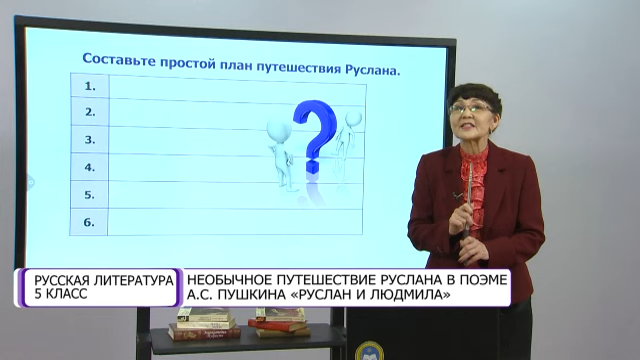 Составьте простой план путешествия Руслана.
1.
2.
3.
4.
5.
6.
РУССКАЯ ЛИТЕРАТУРА
5 КЛАСС
НЕОБЫЧНОЕ ПУТЕШЕСТВИЕ РУСЛАНА В ПОЭМЕ
А.С. ПУШКИНА «РУСЛАН И ЛЮДМИЛА»